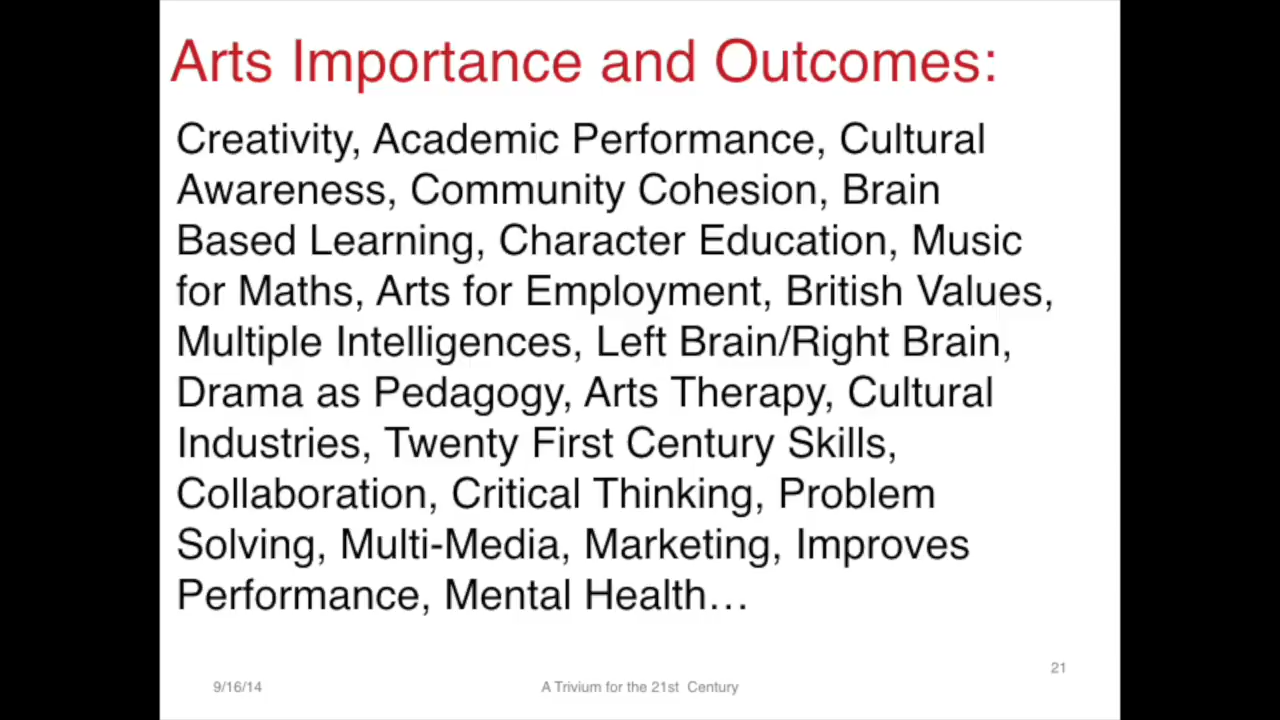 Arts Importance and Outcomes:
Creativity, Academic Performance, Cultural
Awareness, Community Cohesion, Brain
Based Learning, Character Education, Music
for Maths, Arts for Employment, British Values,
Multiple Intelligences, Left Brain/Right Brain,
Drama as Pedagogy, Arts Therapy, Cultural
Industries, Twenty First Century Skills,
Collaboration, Critical Thinking, Problem
Solving, Multi-Media, Marketing, Improves
Performance, Mental Health…
21
9/16/14
A Trivium for the 21st  Century